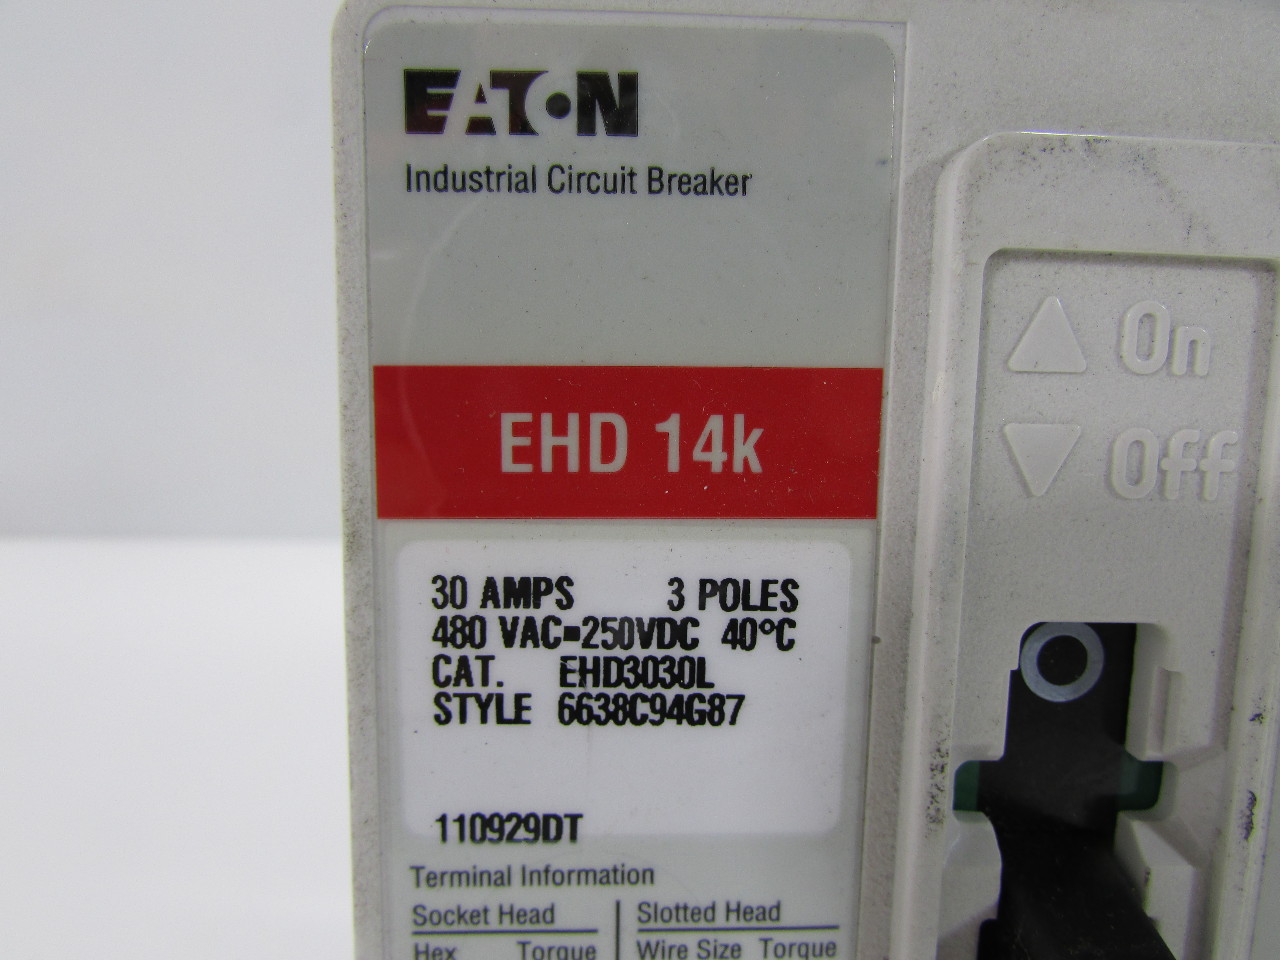 EATON
Industrial Circuit Breaker
On
Off
EHD 14k
30 AMPS 3 POLES
480 VAC=250VDC 40°C
CAT. EHD3030L
STYLE 6638C94G87
110929DT
Terminal Information
Socket Head Slotted Head
Hex Torque Wire Size Torque